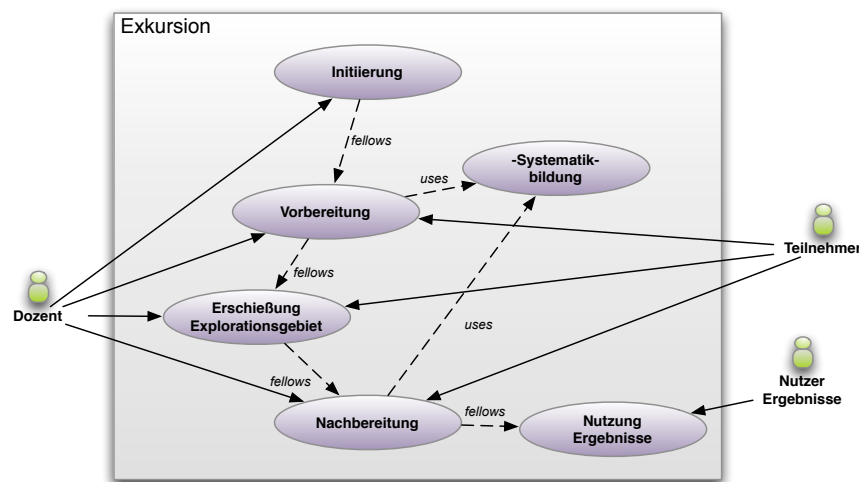 Exkursion
Initiierung
fellows
-Systematik-
bildung
uses
Vorbereitung
Teilnehmer
fellows
Dozent
Erschießung
Explorationsgebiet
uses
fellows
Nutzer
Ergebnisse
Nachbereitung
fellows
Nutzung
Ergebnisse